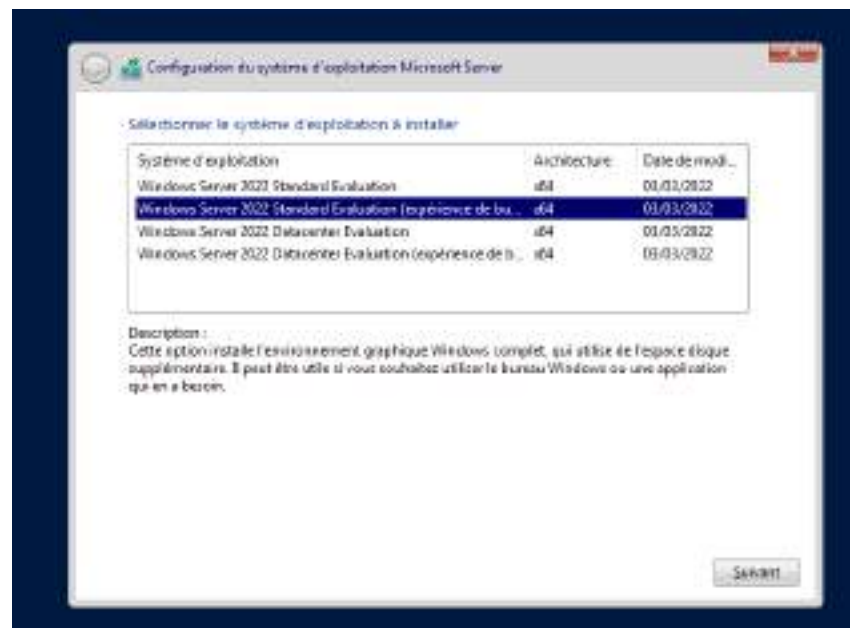 Configuration du système d'exploitation Microsoft Server
Sélectionner le système d'exploitation à installer
Système d'exploitation Architecture Date de modi...
Windows Server 2022 Standard Evaluation x64 03/03/2022
Windows Server 2022 Standard Evaluation (expérience de bu... x64 03/03/2022
Windows Server 2022 Datacenter Evaluation x64 03/03/2022
Windows Server 2022 Datacenter Evaluation (expérience de b... x64 03/03/2022
Description :
Cette option installe l'environnement graphique Windows complet, qui utilise de l'espace disque
supplémentaire. Il peut être utile si vous souhaitez utiliser le bureau Windows ou une application
qui en a besoin.
Suivant